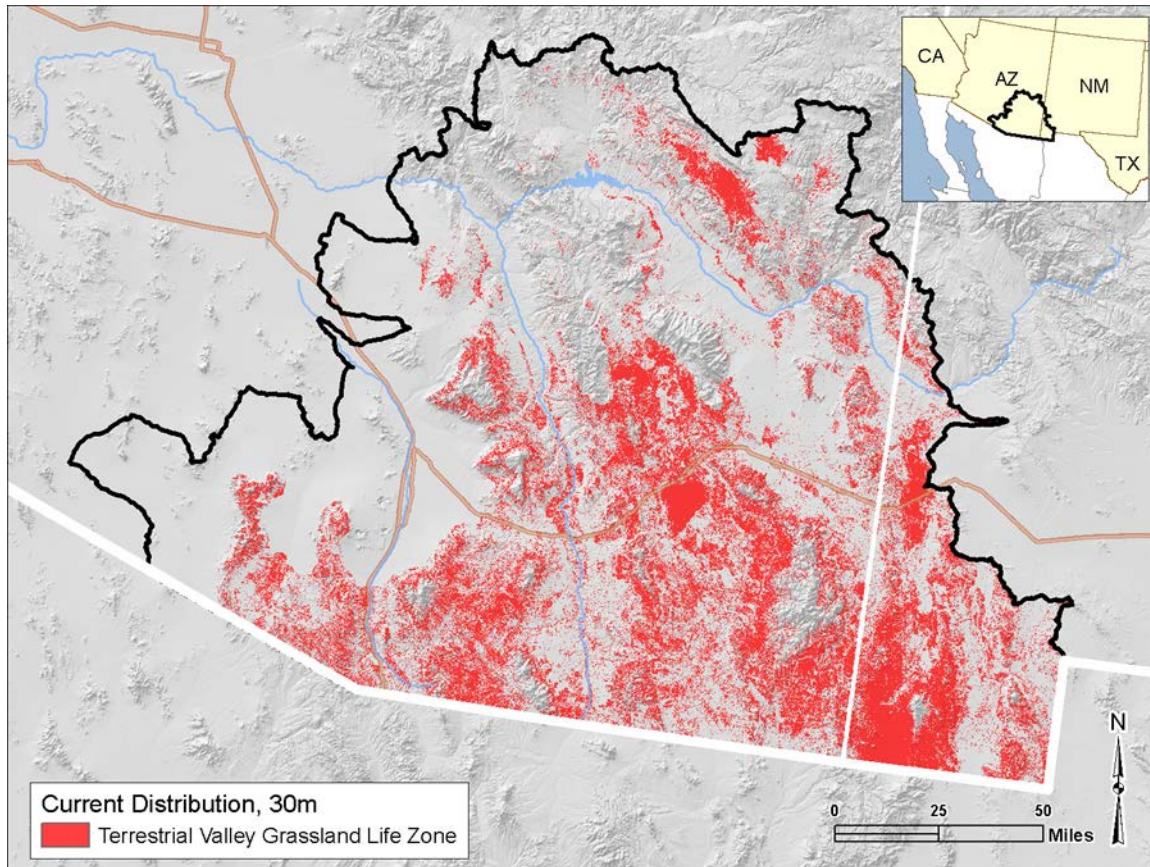 CA
AZ
NM
TX
Current Distribution, 30m
Terrestrial Valley Grassland Life Zone
N
0 25 50
Miles